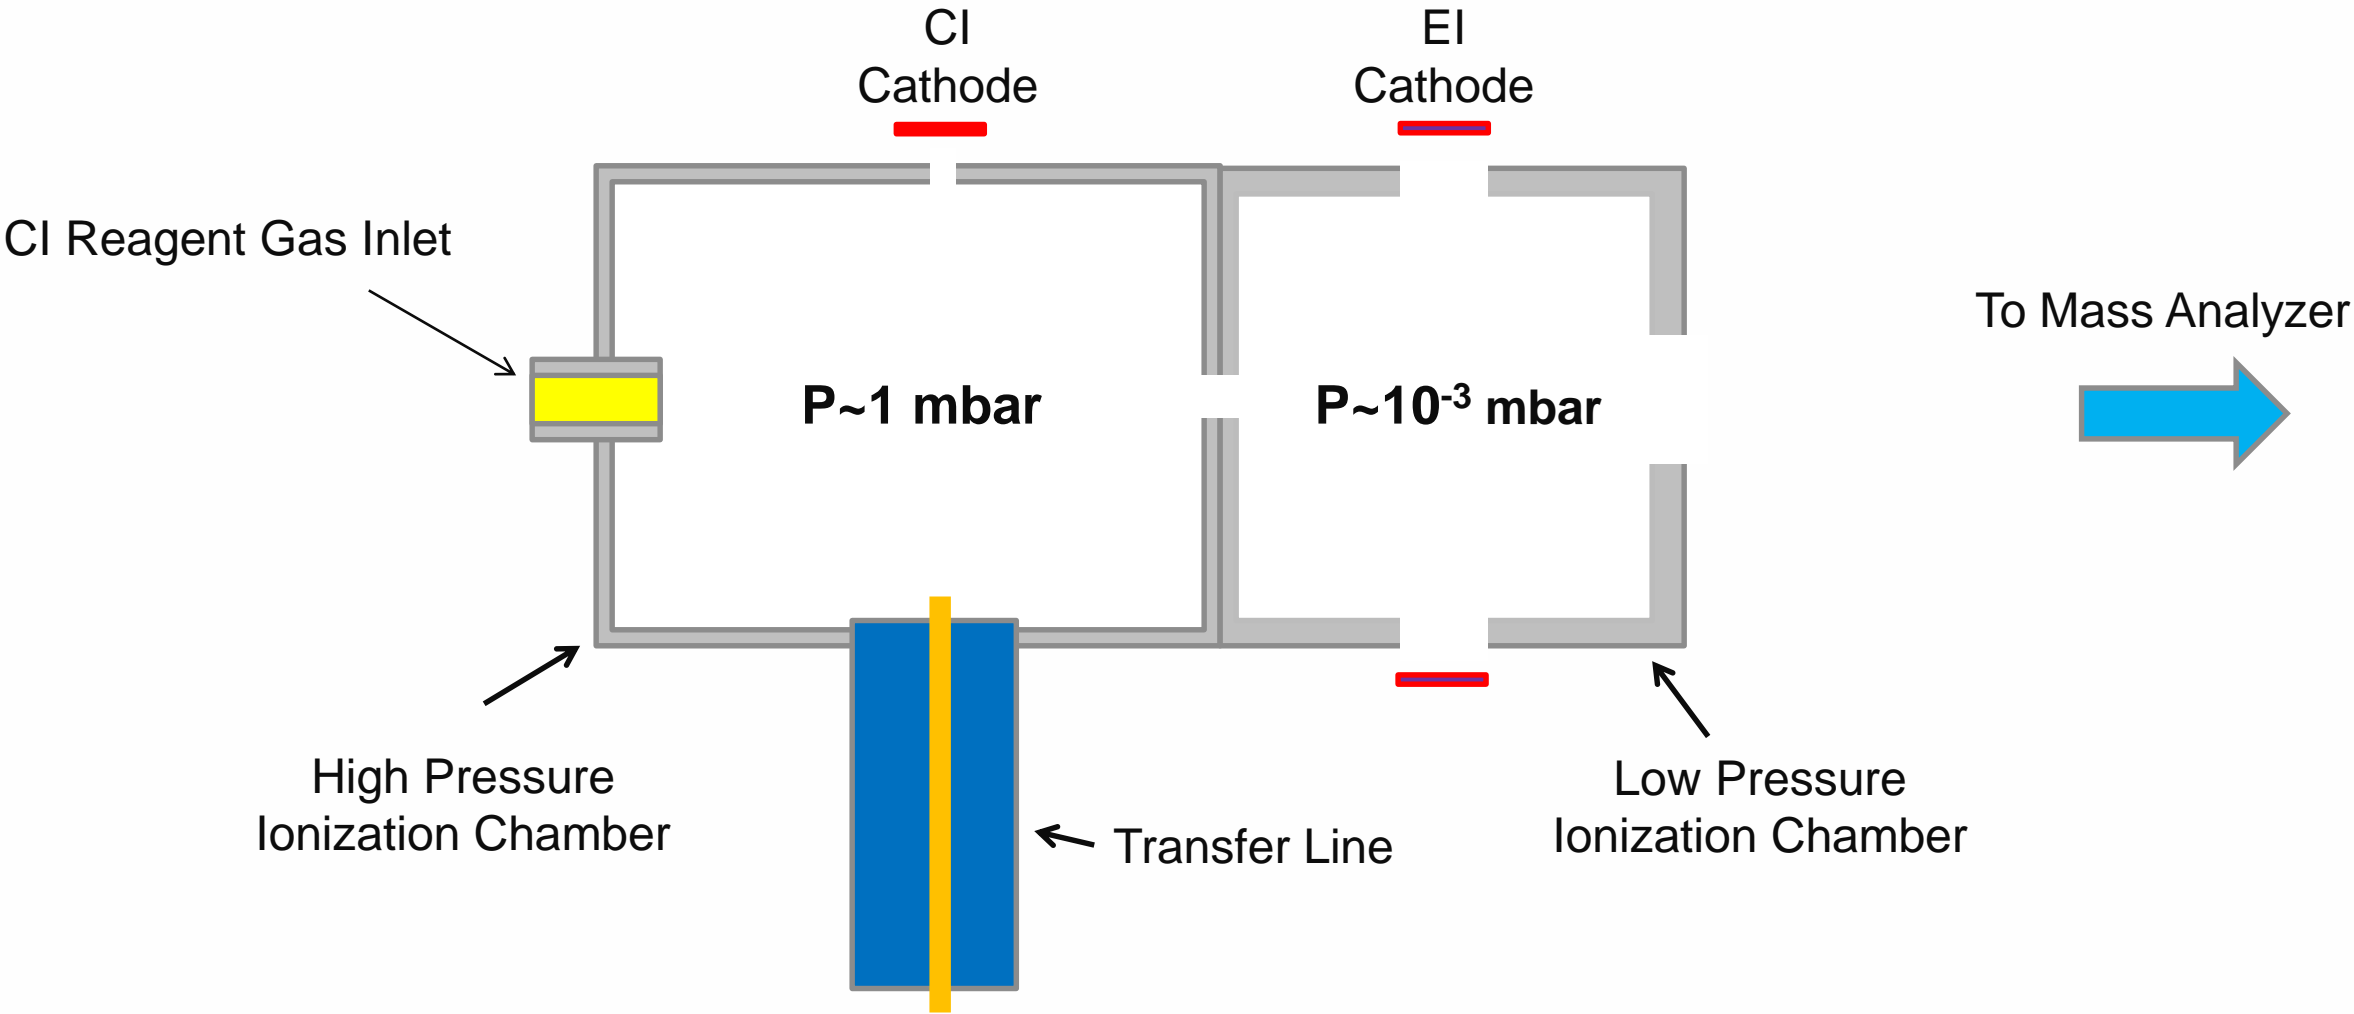 CI
Cathode
EI
Cathode
CI Reagent Gas Inlet
To Mass Analyzer
P~1 mbar
P~10-3 mbar
High Pressure
Ionization Chamber
Transfer Line
Low Pressure
Ionization Chamber